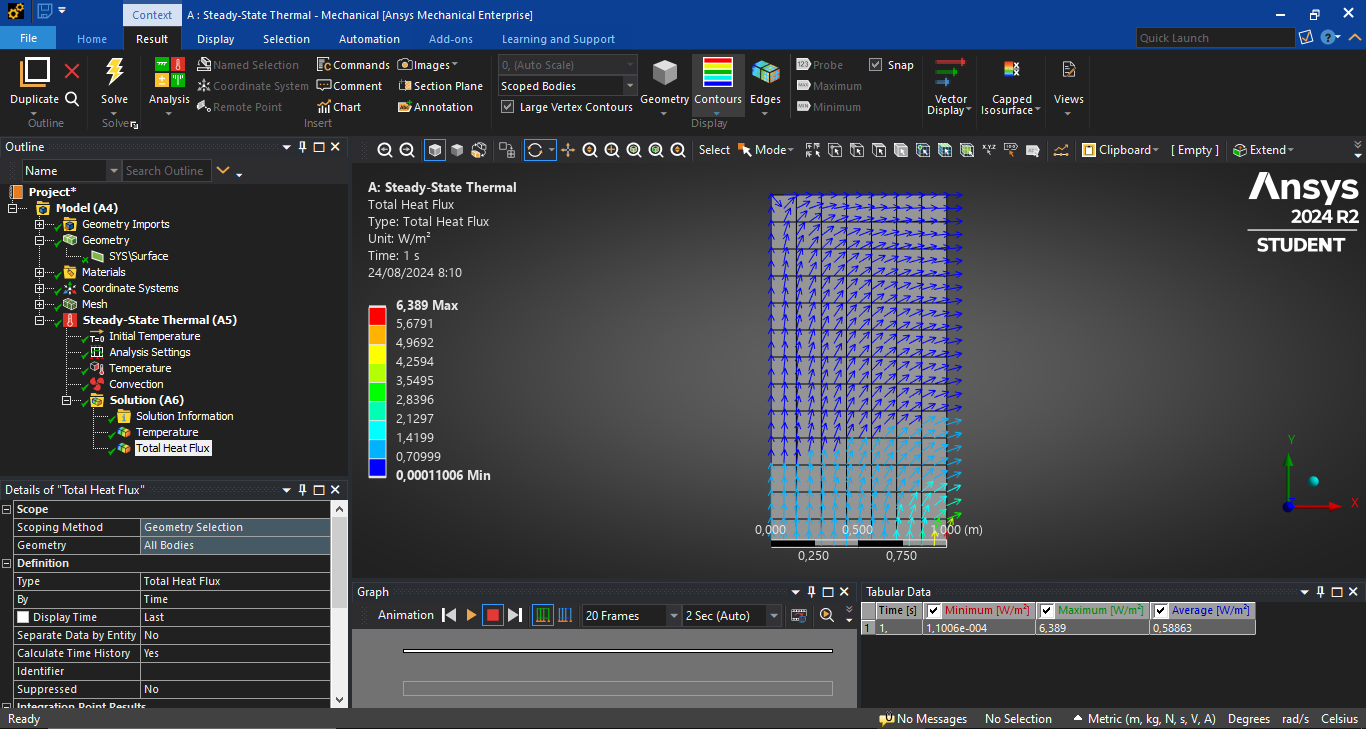 Context
A : Steady-State Thermal - Mechanical [Ansys Mechanical Enterprise]
File
Home
Result
Display
Selection
Automation
Add-ons
Learning and Support
Quick Launch
Duplicate
Outline
Solve
Solve
Analysis
Named Selection
Coordinate System
Remote Point
Commands
Comment
Chart
Images
Section Plane
Annotation
Insert
0, (Auto Scale)
Scoped Bodies
Large Vertex Contours
Geometry
Contours
Edges
Display
Probe
Maximum
Minimum
Snap
Vector
Display
Capped
Isosurface
Views
Outline
Name
Search Outline
Select
Mode
Clipboard
[ Empty ]
Extend
Project*
Model (A4)
Geometry Imports
Geometry
SYS\Surface
Materials
Coordinate Systems
Mesh
Steady-State Thermal (A5)
Initial Temperature
Analysis Settings
Temperature
Convection
Solution (A6)
Solution Information
Temperature
Total Heat Flux
A: Steady-State Thermal
Total Heat Flux
Type: Total Heat Flux
Unit: W/m²
Time: 1 s
24/08/2024 8:10
6,389 Max
5,6791
4,9692
4,2594
3,5495
2,8396
2,1297
1,4199
0,70999
0,00011006 Min
Ansys
2024 R2
STUDENT
0,000
0,500
1,000 (m)
0,250
0,750
Y
X
Details of "Total Heat Flux"
Scope
Scoping Method Geometry Selection
Geometry All Bodies
Definition
Type Total Heat Flux
By Time
Display Time Last
Separate Data by Entity No
Calculate Time History Yes
Identifier
Suppressed No
Integration Point Results
Graph
Animation
20 Frames
2 Sec (Auto)
Tabular Data
Time [s] Minimum [W/m²] Maximum [W/m²] Average [W/m²]
1 1, 1,1006e-004 6,389 0,58863
Ready
No Messages
No Selection
Metric (m, kg, N, s, V, A)
Degrees
rad/s
Celsius